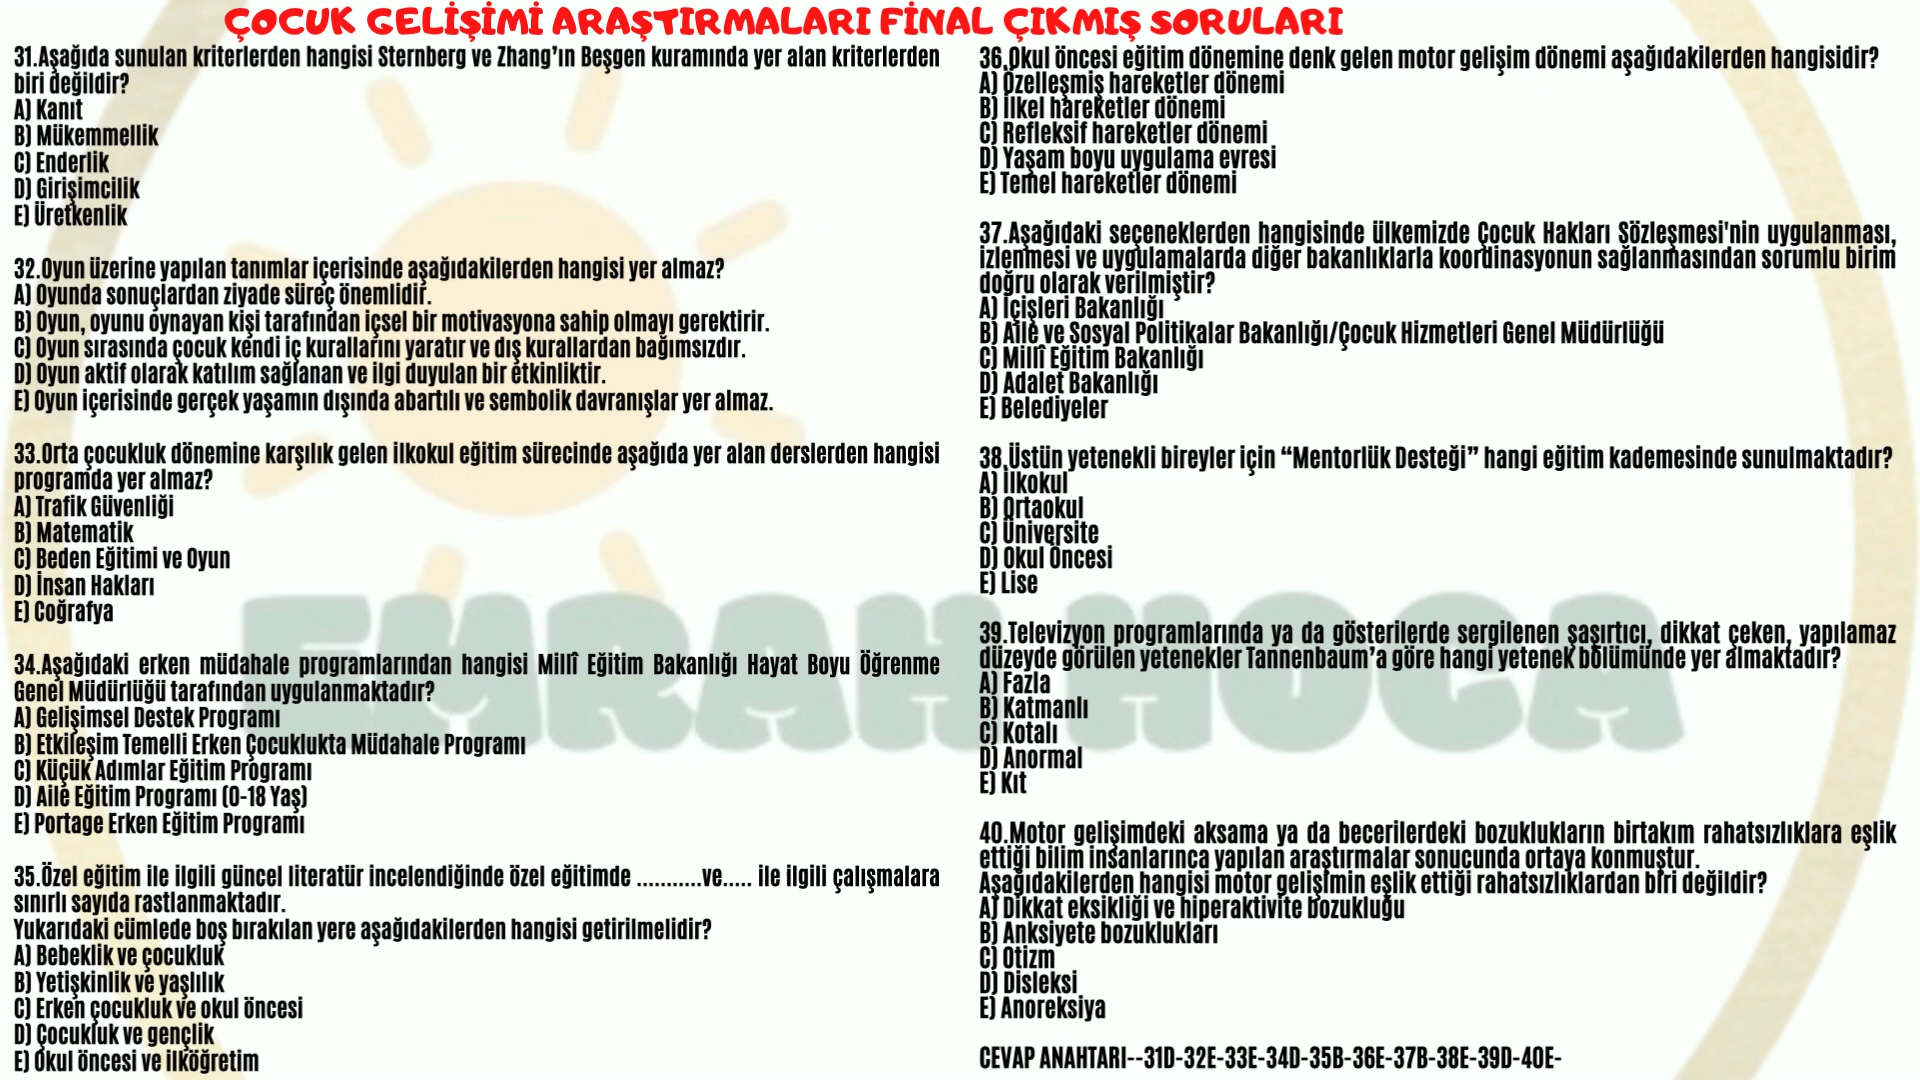 ÇOCUK GELİŞİMİ ARAŞTIRMALARI FİNAL ÇIKMIŞ SORULARI
31.Aşağıda sunulan kriterlerden hangisi Sternberg ve Zhang’ın Beşgen kuramında yer alan kriterlerden
biri değildir?
A) Kanıt
B) Mükemmellik
C) Enderlik
D) Girişimcilik
E) Üretkenlik
32.Oyun üzerine yapılan tanımlar içerisinde aşağıdakilerden hangisi yer almaz?
A) Oyunda sonuçlardan ziyade süreç önemlidir.
B) Oyun, oyunu oynayan kişi tarafından içsel bir motivasyona sahip olmayı gerektirir.
C) Oyun sırasında çocuk kendi iç kurallarını yaratır ve dış kurallardan bağımsızdır.
D) Oyun aktif olarak katılım sağlanan ve ilgi duyulan bir etkinliktir.
E) Oyun içerisinde gerçek yaşamın dışında abartılı ve sembolik davranışlar yer almaz.
33.Orta çocukluk dönemine karşılık gelen ilkokul eğitim sürecinde aşağıda yer alan derslerden hangisi
programda yer almaz?
A) Trafik Güvenliği
B) Matematik
C) Beden Eğitimi ve Oyun
D) İnsan Hakları
E) Coğrafya
34.Aşağıdaki erken müdahale programlarından hangisi Millî Eğitim Bakanlığı Hayat Boyu Öğrenme
Genel Müdürlüğü tarafından uygulanmaktadır?
A) Gelişimsel Destek Programı
B) Etkileşim Temelli Erken Çocuklukta Müdahale Programı
C) Küçük Adımlar Eğitim Programı
D) Aile Eğitim Programı (0-18 Yaş)
E) Portage Erken Eğitim Programı
35.Özel eğitim ile ilgili güncel literatür incelendiğinde özel eğitimde ...........ve..... ile ilgili çalışmalara
sınırlı sayıda rastlanmaktadır.
Yukarıdaki cümlede boş bırakılan yere aşağıdakilerden hangisi getirilmelidir?
A) Bebeklik ve çocukluk
B) Yetişkinlik ve yaşlılık
C) Erken çocukluk ve okul öncesi
D) Çocukluk ve gençlik
E) Okul öncesi ve ilköğretim
36.Okul öncesi eğitim dönemine denk gelen motor gelişim dönemi aşağıdakilerden hangisidir?
A) Özelleşmiş hareketler dönemi
B) İlkel hareketler dönemi
C) Refleksif hareketler dönemi
D) Yaşam boyu uygulama evresi
E) Temel hareketler dönemi
37.Aşağıdaki seçeneklerden hangisinde ülkemizde Çocuk Hakları Sözleşmesi'nin uygulanması,
izlenmesi ve uygulamalarda diğer bakanlıklarla koordinasyonun sağlanmasından sorumlu birim
doğru olarak verilmiştir?
A) İçişleri Bakanlığı
B) Aile ve Sosyal Politikalar Bakanlığı/Çocuk Hizmetleri Genel Müdürlüğü
C) Millî Eğitim Bakanlığı
D) Adalet Bakanlığı
E) Belediyeler
38.Üstün yetenekli bireyler için “Mentorlük Desteği” hangi eğitim kademesinde sunulmaktadır?
A) İlkokul
B) Ortaokul
C) Üniversite
D) Okul Öncesi
E) Lise
39.Televizyon programlarında ya da gösterilerde sergilenen şaşırtıcı, dikkat çeken, yapılamaz
düzeyde görülen yetenekler Tannenbaum’a göre hangi yetenek bölümünde yer almaktadır?
A) Fazla
B) Katmanlı
C) Kotalı
D) Anormal
E) Kıt
40.Motor gelişimdeki aksama ya da becerilerdeki bozuklukların birtakım rahatsızlıklara eşlik
ettiği bilim insanlarınca yapılan araştırmalar sonucunda ortaya konmuştur.
Aşağıdakilerden hangisi motor gelişimin eşlik ettiği rahatsızlıklardan biri değildir?
A) Dikkat eksikliği ve hiperaktivite bozukluğu
B) Anksiyete bozuklukları
C) Otizm
D) Disleksi
E) Anoreksiya
CEVAP ANAHTARI--31D-32E-33E-34D-35B-36E-37B-38E-39D-40E-
EMRAH HOCA